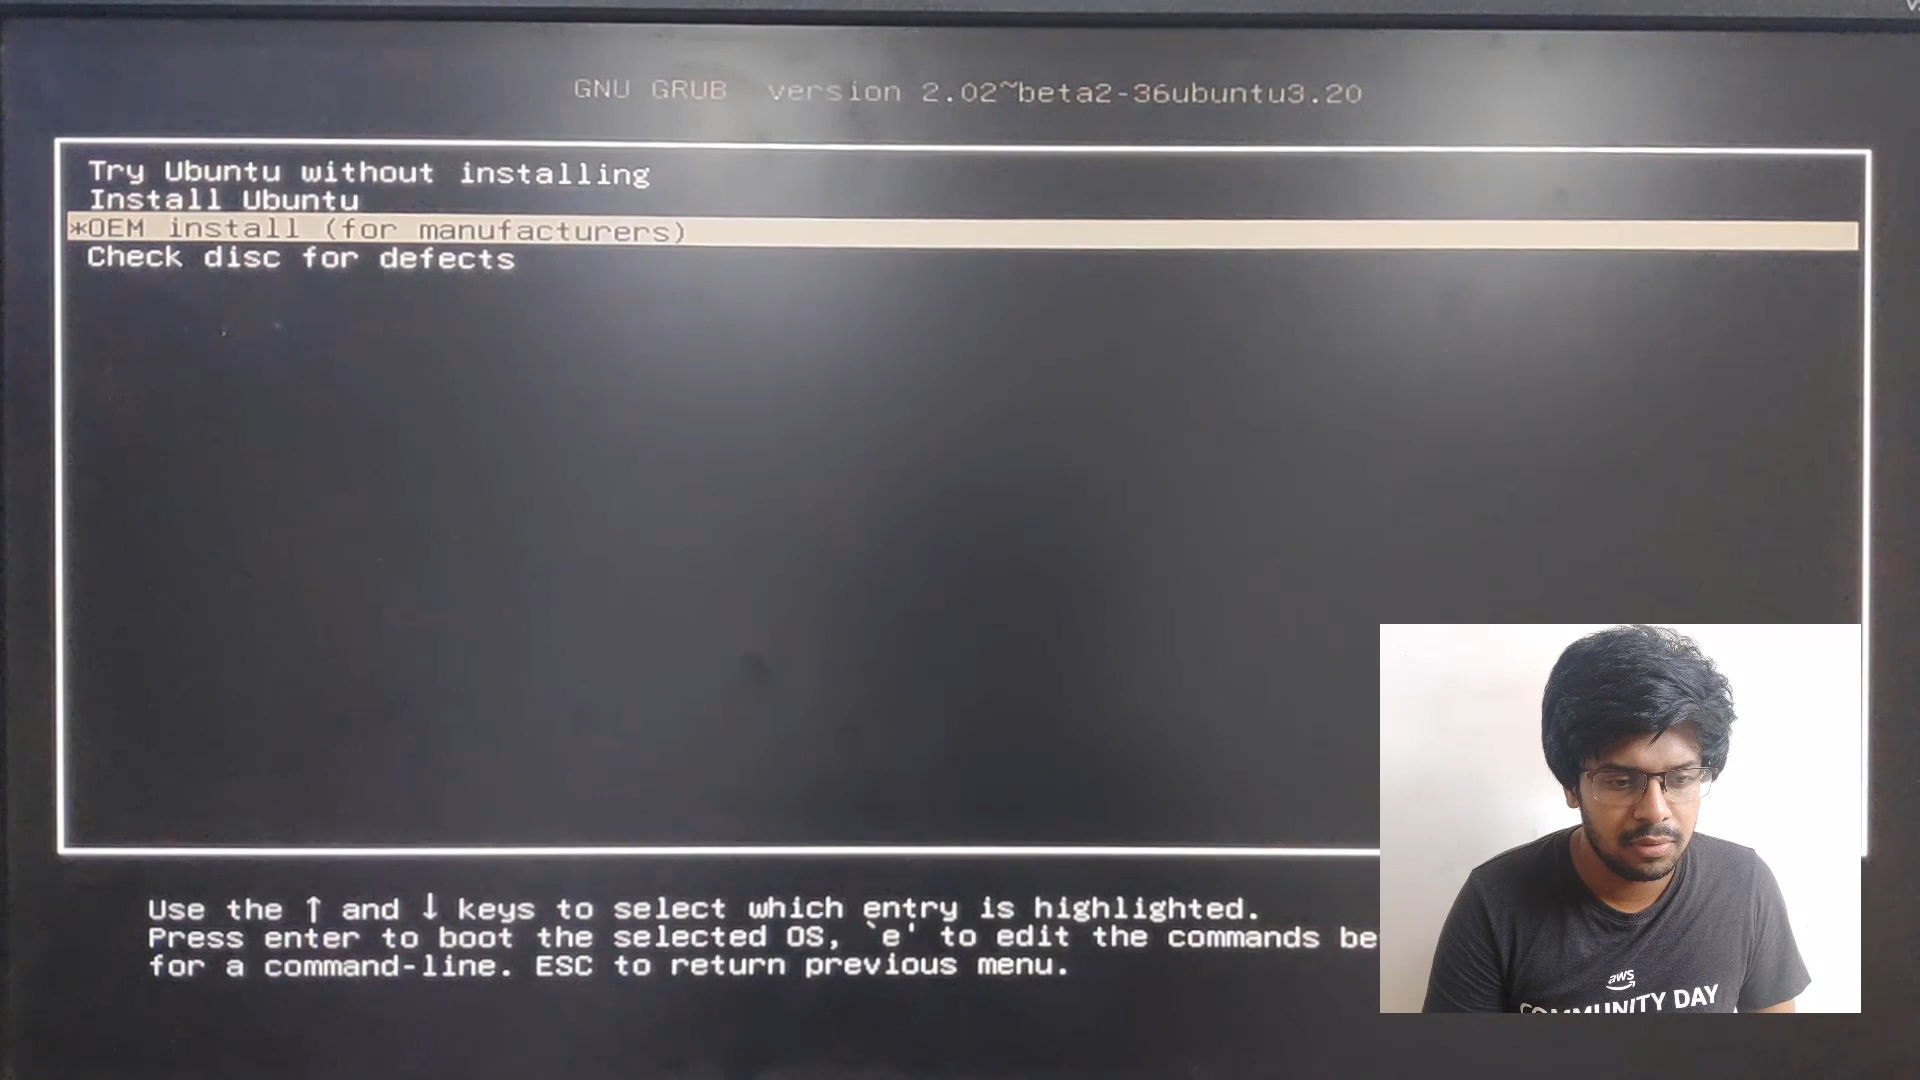 GNU GRUB version 2.02~beta2-36ubuntu3.20
Try Ubuntu without installing
Install Ubuntu
*OEM install (for manufacturers)
Check disc for defects
Use the ↑ and ↓ keys to select which entry is highlighted.
Press enter to boot the selected OS, `e' to edit the commands be
for a command-line. ESC to return previous menu.
aws
COMMUNITY DAY